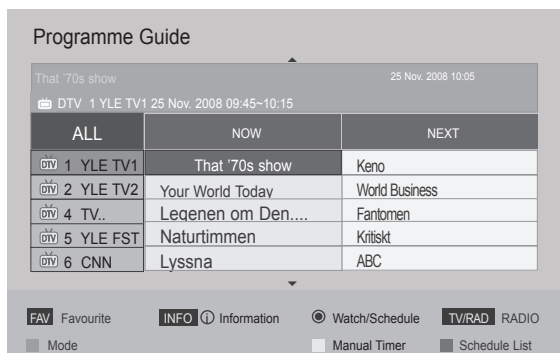 Programme Guide
That '70s show 25 Nov. 2008 10:05
DTV 1 YLE TV1 25 Nov. 2008 09:45~10:15
ALL NOW NEXT
DTV 1 YLE TV1 That '70s show Keno
DTV 2 YLE TV2 Your World Today World Business
DTV 4 TV.. Legenen om Den.... Fantomen
DTV 5 YLE FST Naturtimmen Kritiskt
DTV 6 CNN Lyssna ABC
FAV Favourite INFO i Information Watch/Schedule TV/RAD RADIO
Mode Manual Timer Schedule List